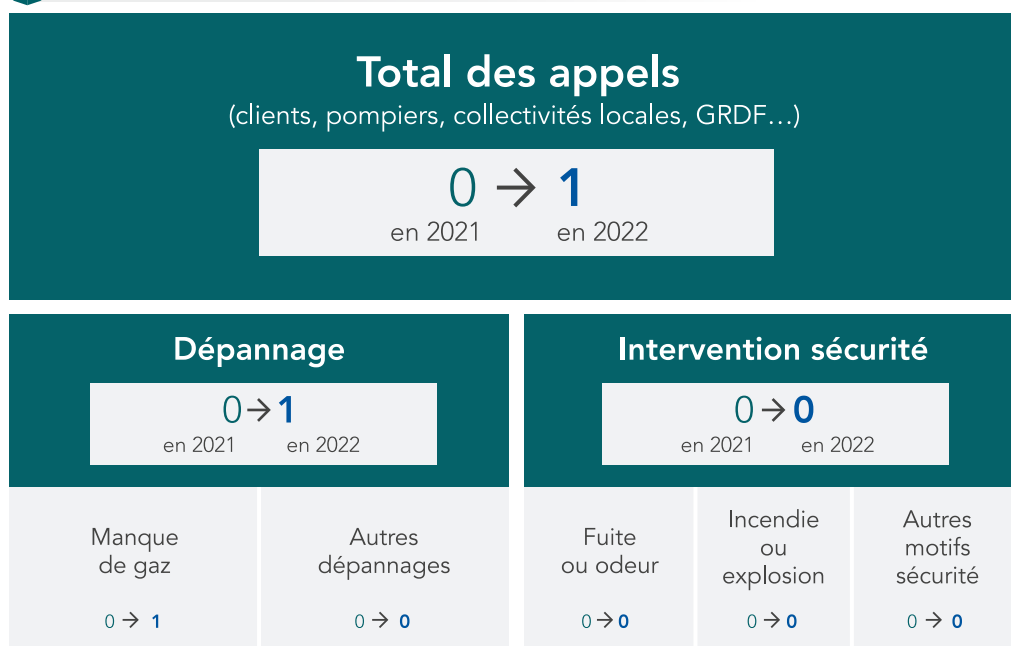 Total des appels
(clients, pompiers, collectivités locales, GRDF...)
0 → 1
en 2021 en 2022
Dépannage
0 → 1
en 2021 en 2022
Manque
de gaz
0 → 1
Autres
dépannages
0 → 0
Intervention sécurité
0 → 0
en 2021 en 2022
Fuite
ou odeur
0 → 0
Incendie
ou
explosion
0 → 0
Autres
motifs
sécurité
0 → 0